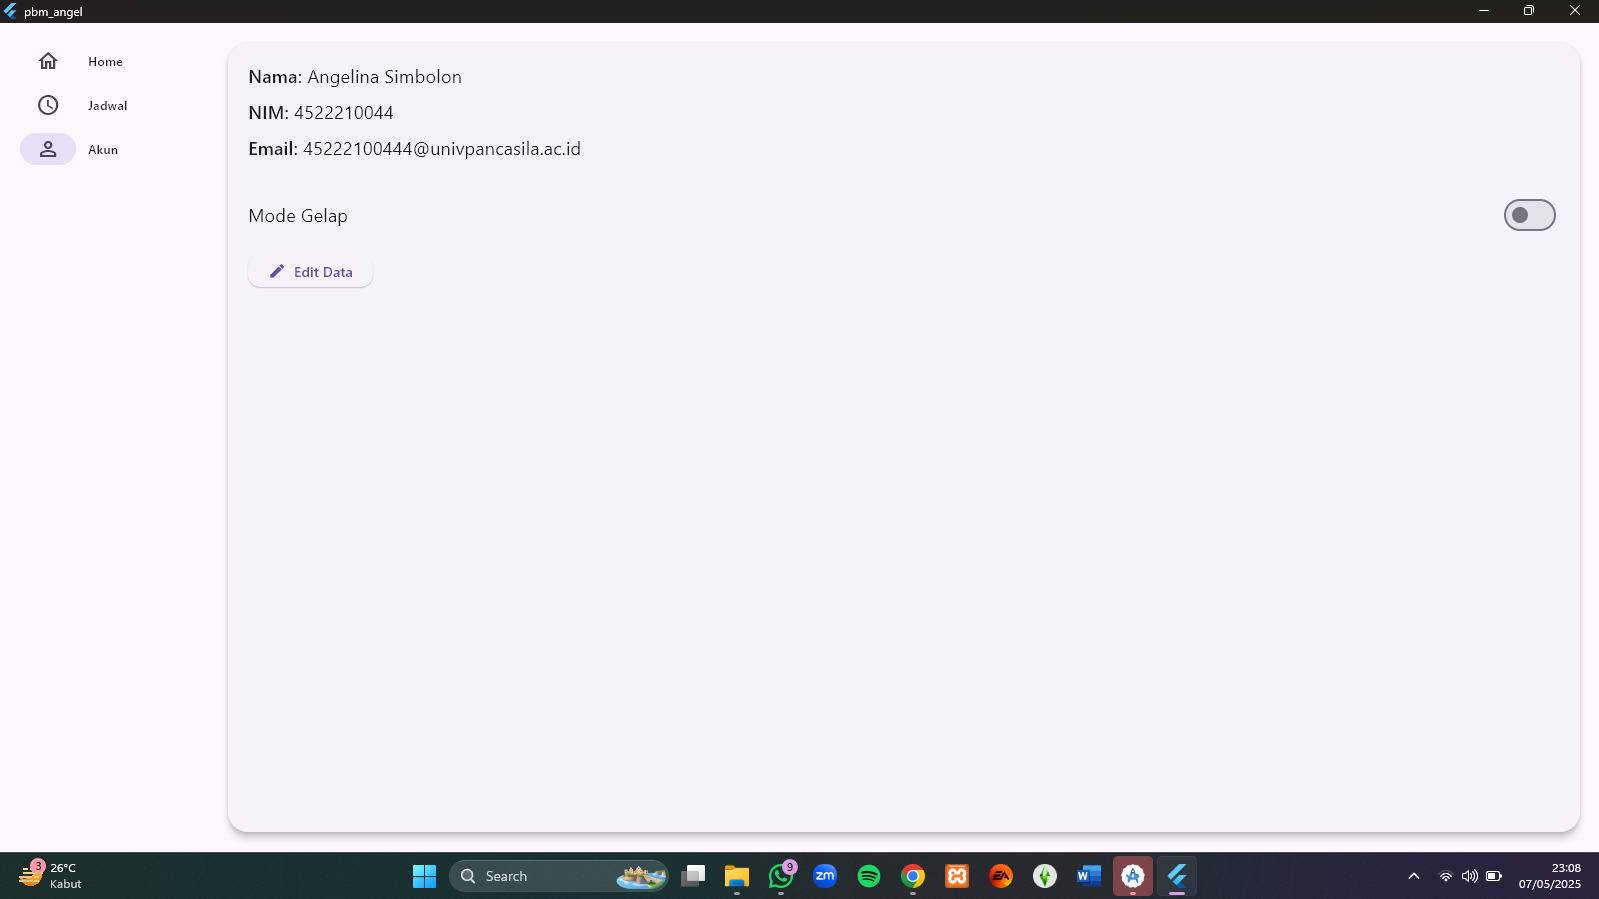 pbm_angel
Home
Jadwal
Akun
Nama: Angelina Simbolon
NIM: 4522210044
Email: 45222100444@univpancasila.ac.id
Mode Gelap
Edit Data
3
26°C
Kabut
Search
9
zm
EA
W
23:08
07/05/2025